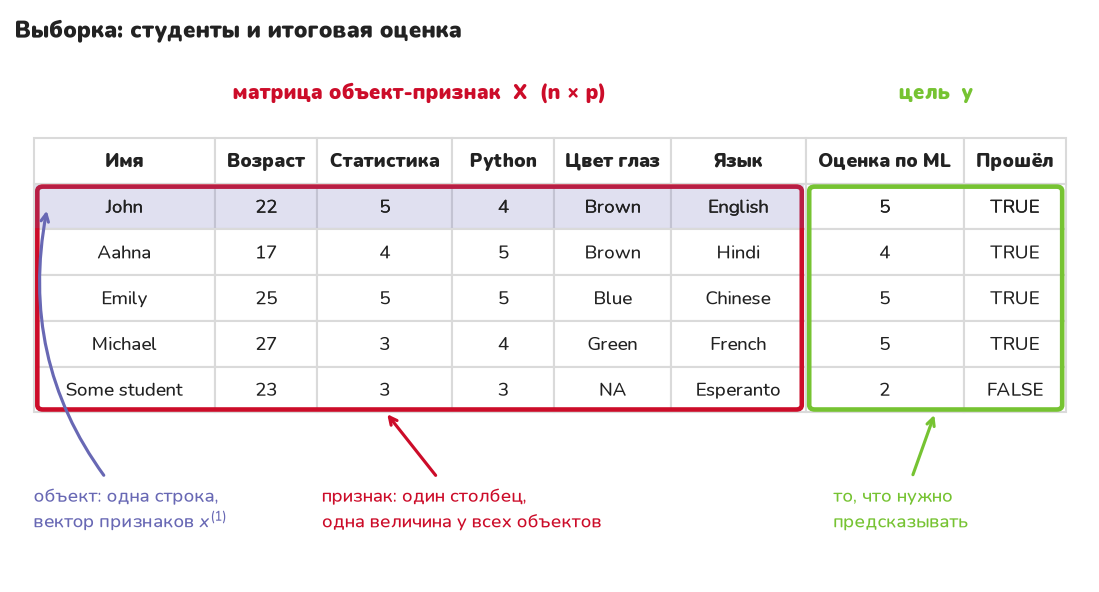 Выборка: студенты и итоговая оценка
матрица объект-признак X (n × p)
цель y
Имя Возраст Статистика Python Цвет глаз Язык Оценка по ML Прошёл
John 22 5 4 Brown English 5 TRUE
Aahna 17 4 5 Brown Hindi 4 TRUE
Emily 25 5 5 Blue Chinese 5 TRUE
Michael 27 3 4 Green French 5 TRUE
Some student 23 3 3 NA Esperanto 2 FALSE
объект: одна строка,
вектор признаков x⁽¹⁾
признак: один столбец,
одна величина у всех объектов
то, что нужно
предсказывать